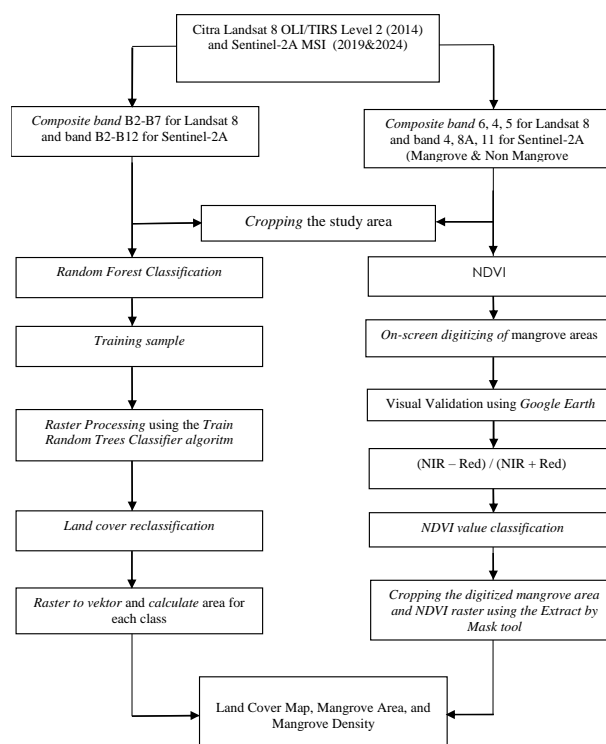 Citra Landsat 8 OLI/TIRS Level 2 (2014)
and Sentinel-2A MSI (2019&2024)
Composite band B2-B7 for Landsat 8
and band B2-B12 for Sentinel-2A
Composite band 6, 4, 5 for Landsat 8
and band 4, 8A, 11 for Sentinel-2A
(Mangrove & Non Mangrove
Cropping the study area
Random Forest Classification
NDVI
Training sample
On-screen digitizing of mangrove areas
Raster Processing using the Train
Random Trees Classifier algoritm
Visual Validation using Google Earth
(NIR – Red) / (NIR + Red)
Land cover reclassification
NDVI value classification
Raster to vektor and calculate area for
each class
Cropping the digitized mangrove area
and NDVI raster using the Extract by
Mask tool
Land Cover Map, Mangrove Area, and
Mangrove Density